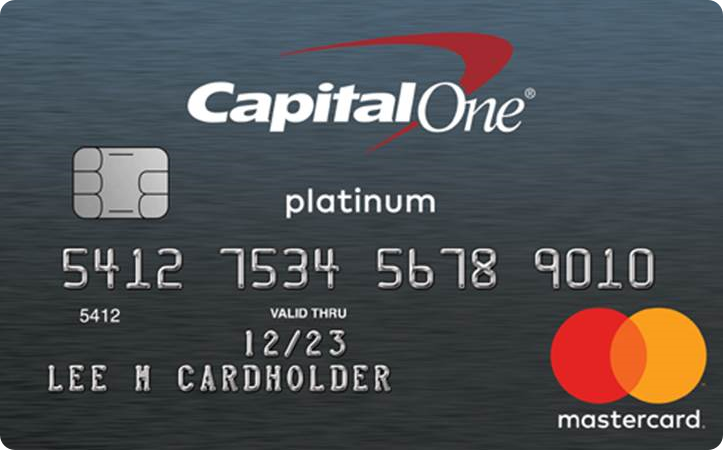 CapitalOne®
platinum
5412 7534 5678 9010
5412
VALID THRU
12/23
LEE M CARDHOLDER
mastercard.